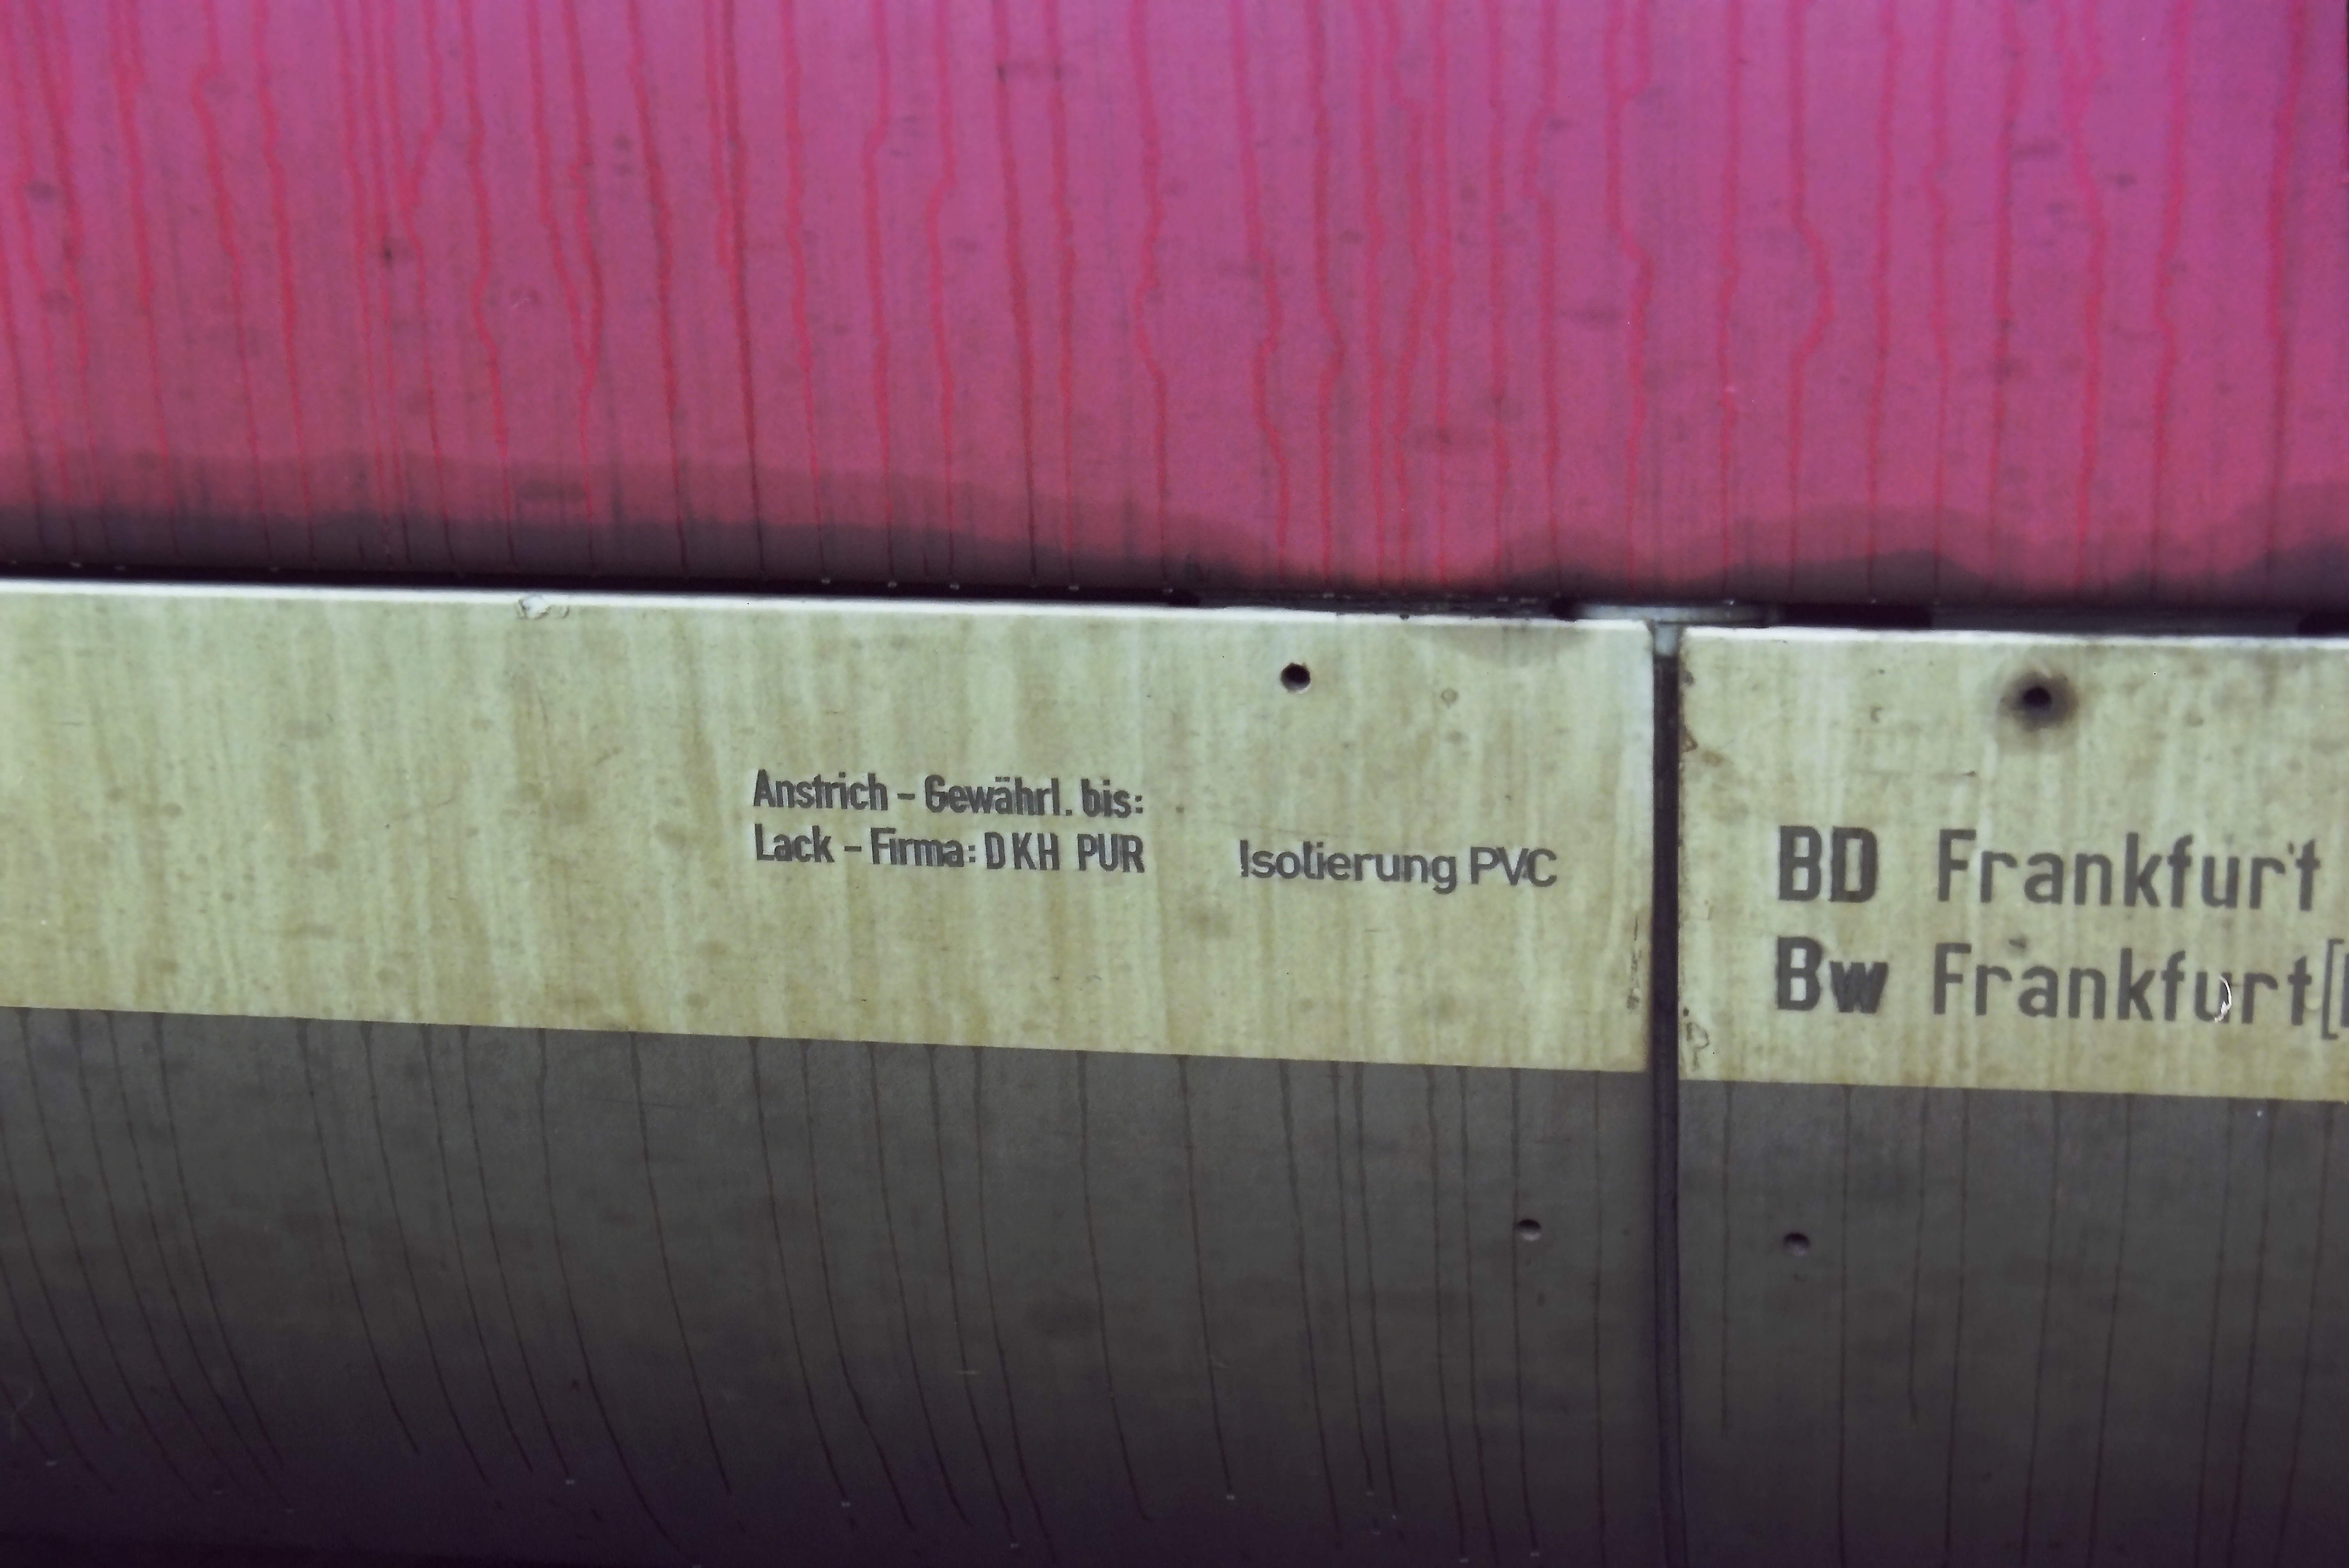 Anstrich - Gewährl. bis:
Lack - Firma: DKH PUR
Isolierung PVC
BD Frankfurt
Bw Frankfurt[